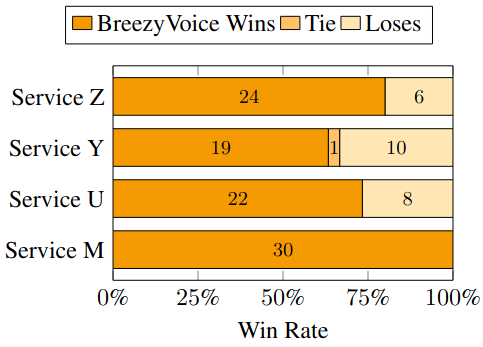 BreezyVoice Wins Tie Loses
Service Z 24 6
Service Y 19 1 10
Service U 22 8
Service M 30
0% 25% 50% 75% 100%
Win Rate